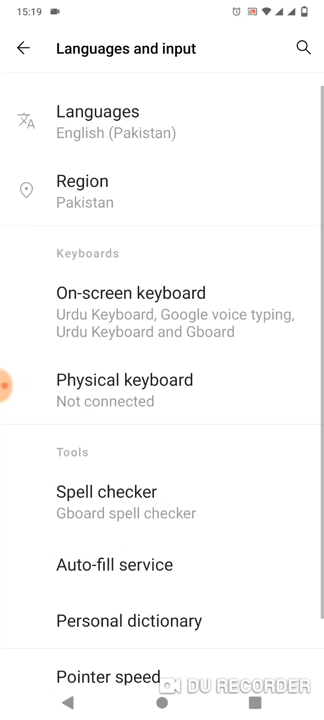 15:19
Languages and input
Languages
English (Pakistan)
Region
Pakistan
Keyboards
On-screen keyboard
Urdu Keyboard, Google voice typing,
Urdu Keyboard and Gboard
Physical keyboard
Not connected
Tools
Spell checker
Gboard spell checker
Auto-fill service
Personal dictionary
Pointer speed
DU RECORDER